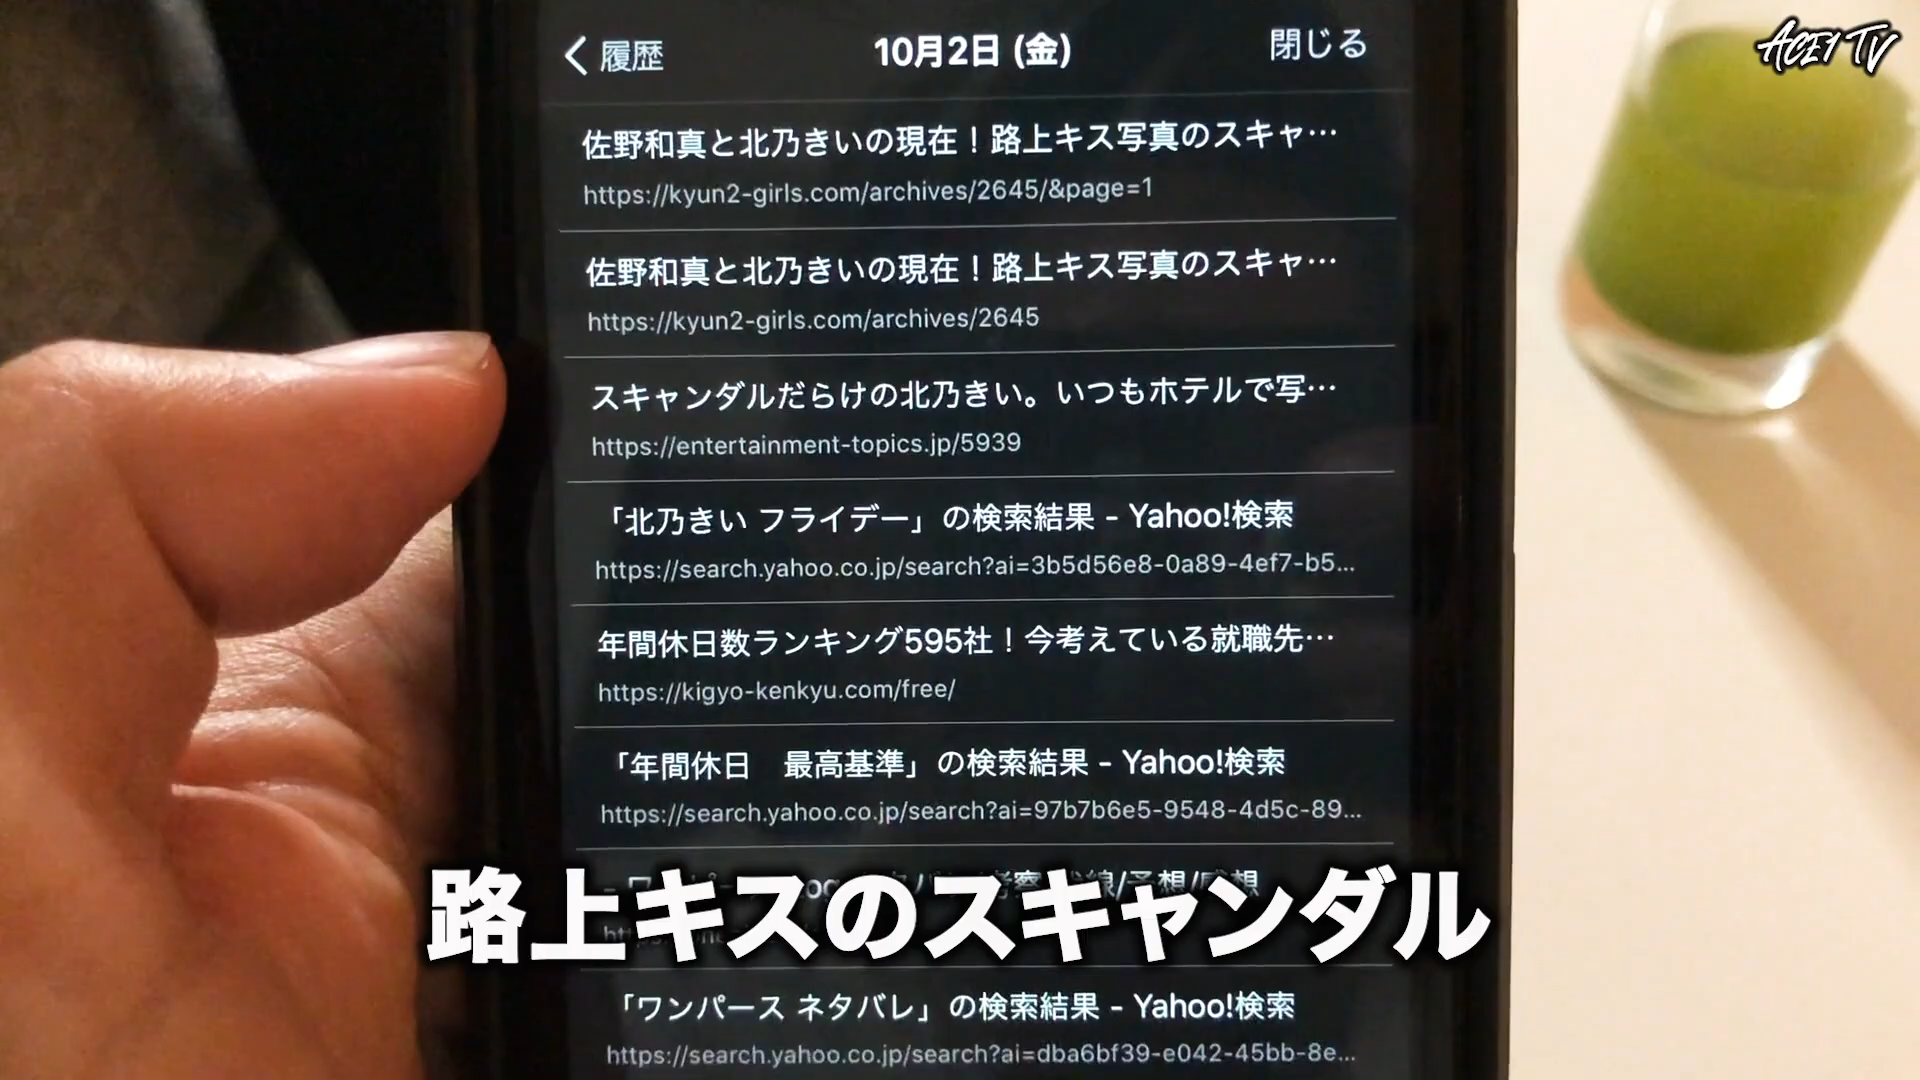 ACE1 TV
履歴
10月2日 (金)
閉じる
佐野和真と北乃きいの現在！路上キス写真のスキャ…
https://kyun2-girls.com/archives/2645/&page=1
佐野和真と北乃きいの現在！路上キス写真のスキャ…
https://kyun2-girls.com/archives/2645
スキャンダルだらけの北乃きい。いつもホテルで写…
https://entertainment-topics.jp/5939
「北乃きい フライデー」の検索結果 - Yahoo!検索
https://search.yahoo.co.jp/search?ai=3b5d56e8-0a89-4ef7-b5...
年間休日数ランキング595社！今考えている就職先…
https://kigyo-kenkyu.com/free/
「年間休日　最高基準」の検索結果 - Yahoo!検索
https://search.yahoo.co.jp/search?ai=97b7b6e5-9548-4d5c-89...
路上キスのスキャンダル
「ワンパース ネタバレ」の検索結果 - Yahoo!検索
https://search.yahoo.co.jp/search?ai=dba6bf39-e042-45bb-8e...